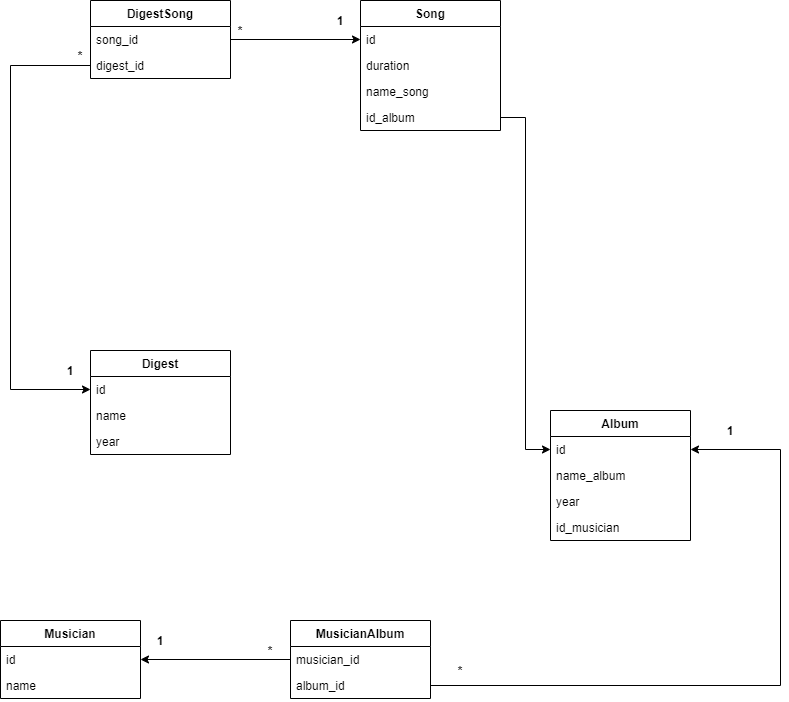 DigestSong
song_id
digest_id
*
*
1
Song
id
duration
name_song
id_album
1
Digest
id
name
year
Album
id
name_album
year
id_musician
1
Musician
id
name
1
*
MusicianAlbum
musician_id
album_id
*